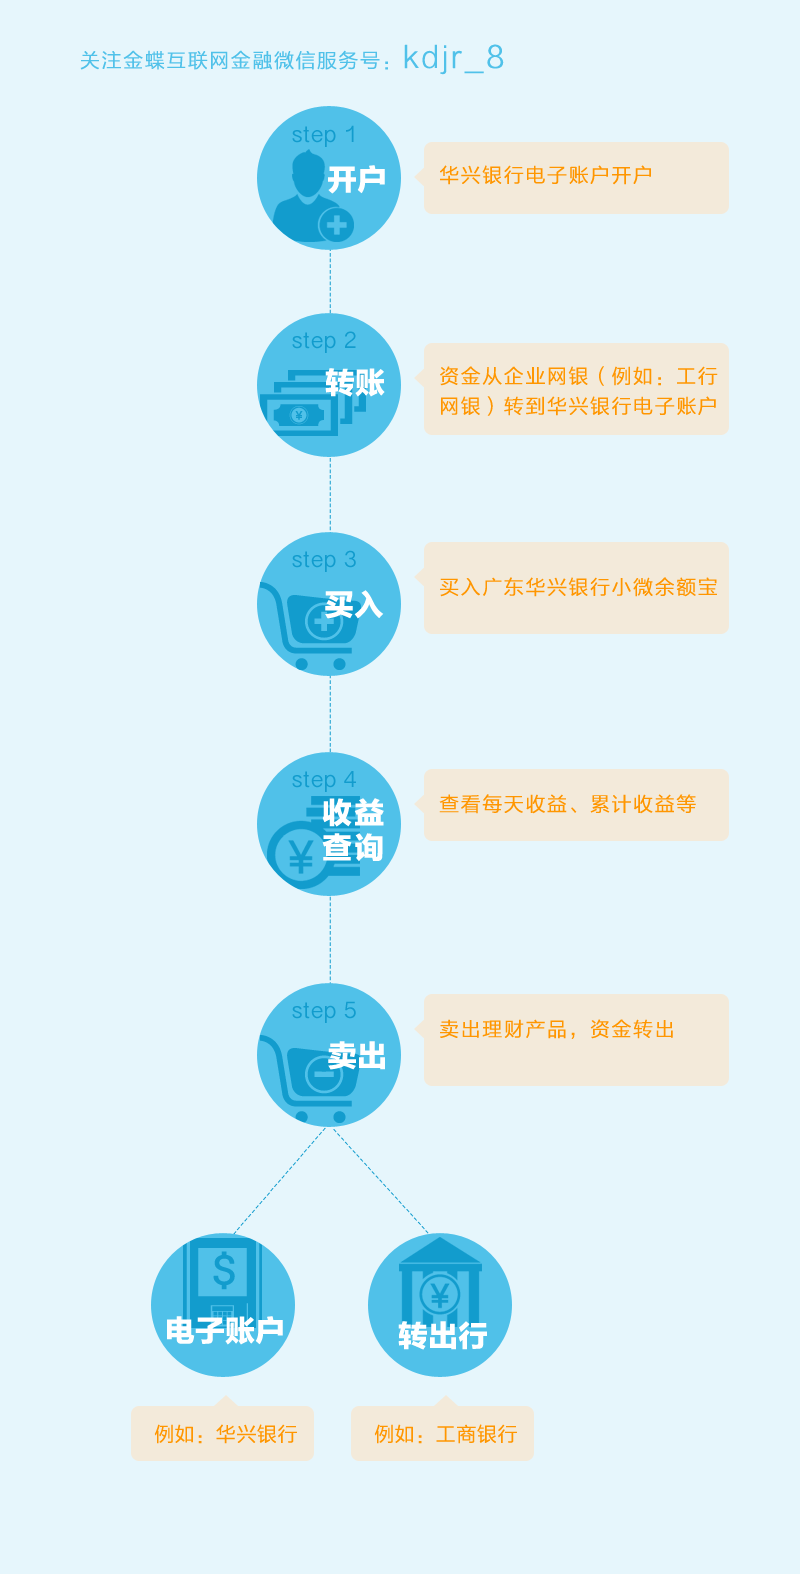 关注金蝶互联网金融微信服务号：kdjr_8
step 1
开户
华兴银行电子账户开户
step 2
转账
¥
资金从企业网银（例如：工行
网银）转到华兴银行电子账户
step 3
买入
买入广东华兴银行小微余额宝
step 4
收益
查询
¥
查看每天收益、累计收益等
step 5
卖出
卖出理财产品，资金转出
$
电子账户
¥
转出行
例如：华兴银行
例如：工商银行